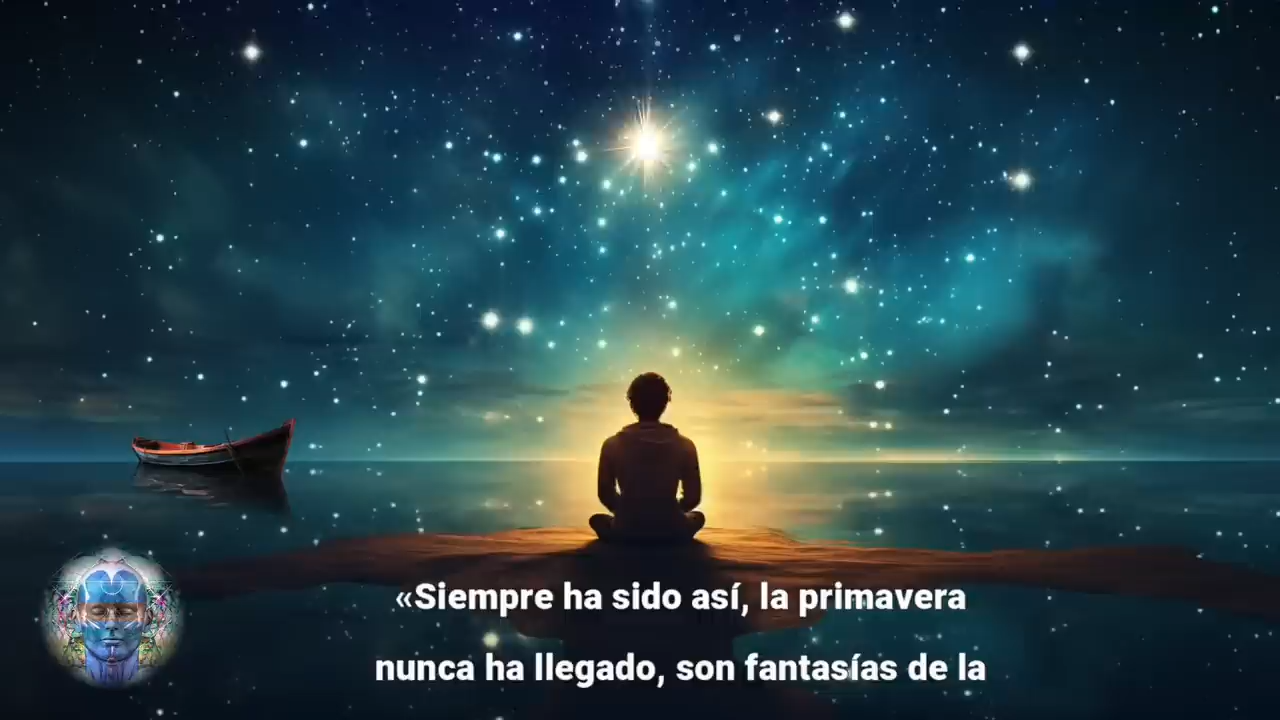 «Siempre ha sido así, la primavera
nunca ha llegado, son fantasías de la